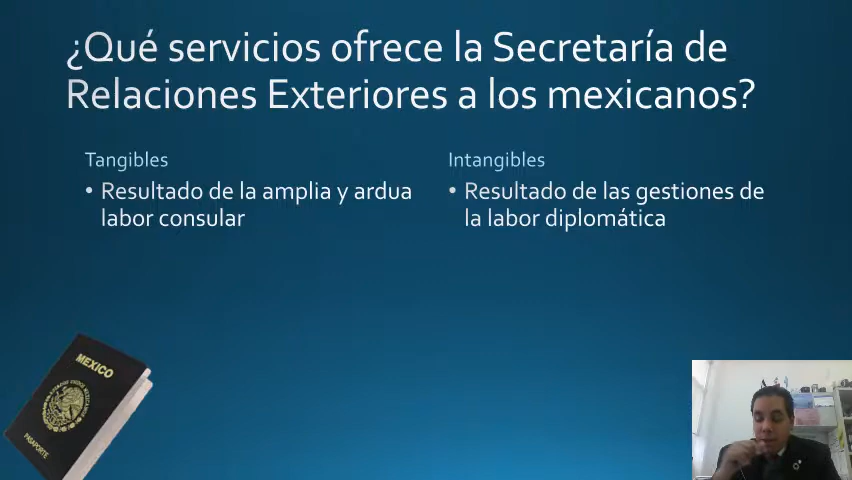 ¿Qué servicios ofrece la Secretaría de
Relaciones Exteriores a los mexicanos?
Tangibles
• Resultado de la amplia y ardua
labor consular
Intangibles
• Resultado de las gestiones de
la labor diplomática
MEXICO
PASAPORTE